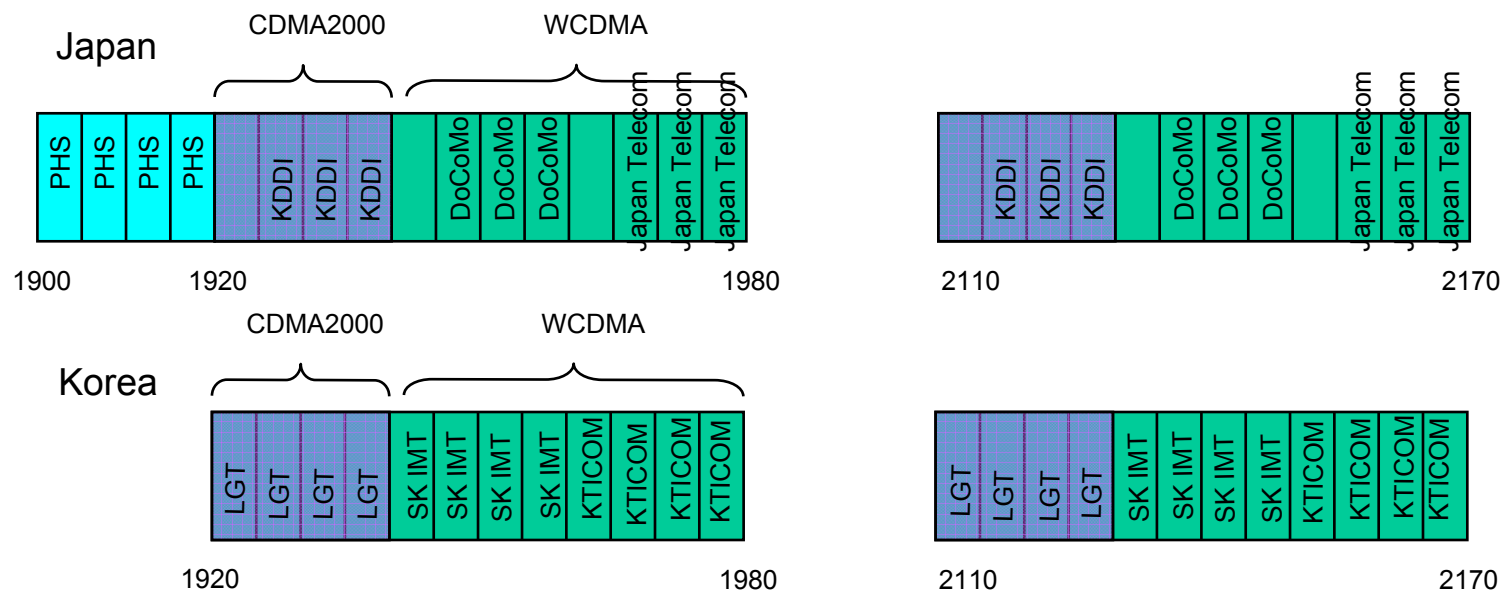 CDMA2000 WCDMA
Japan
PHS PHS PHS PHS KDDI KDDI KDDI DoCoMo DoCoMo DoCoMo Japan Telecom Japan Telecom Japan Telecom KDDI KDDI KDDI DoCoMo DoCoMo DoCoMo Japan Telecom Japan Telecom Japan Telecom
1900 1920 1980 2110 2170
CDMA2000 WCDMA
Korea
LGT LGT LGT LGT SK IMT SK IMT SK IMT SK IMT KTICOM KTICOM KTICOM KTICOM LGT LGT LGT LGT SK IMT SK IMT SK IMT SK IMT KTICOM KTICOM KTICOM KTICOM
1920 1980 2110 2170